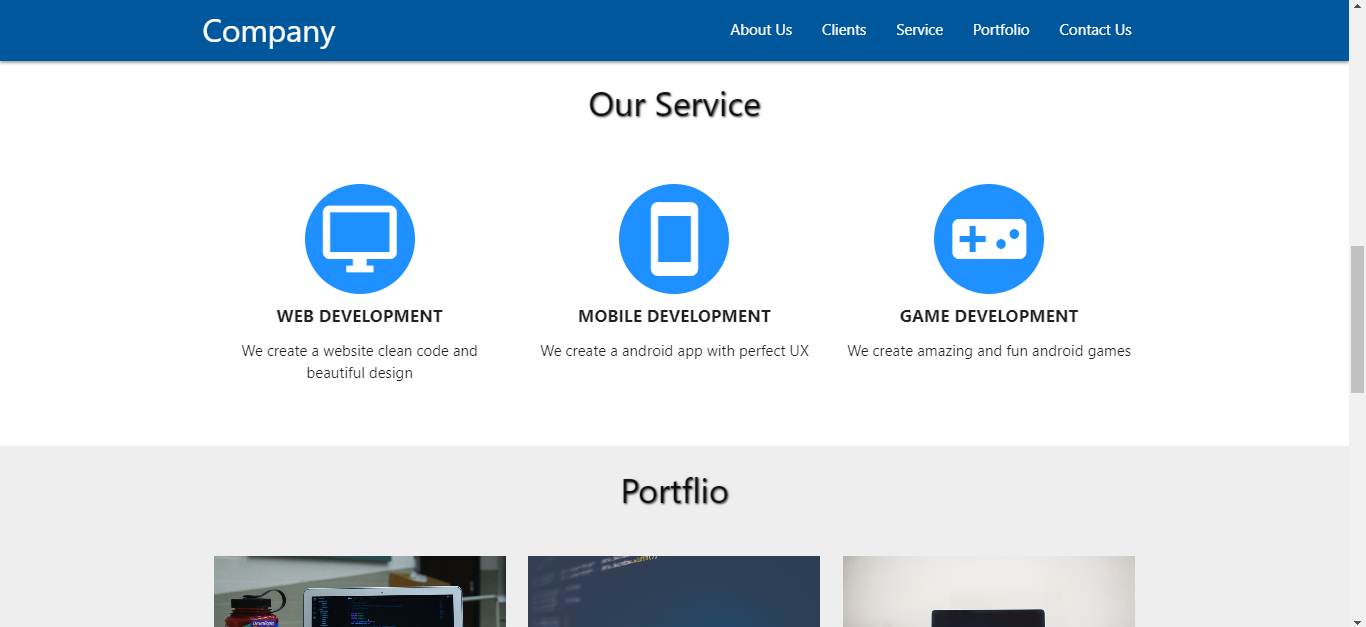 Company
About Us Clients Service Portfolio Contact Us
Our Service
WEB DEVELOPMENT
We create a website clean code and
beautiful design
MOBILE DEVELOPMENT
We create a android app with perfect UX
GAME DEVELOPMENT
We create amazing and fun android games
Portflio